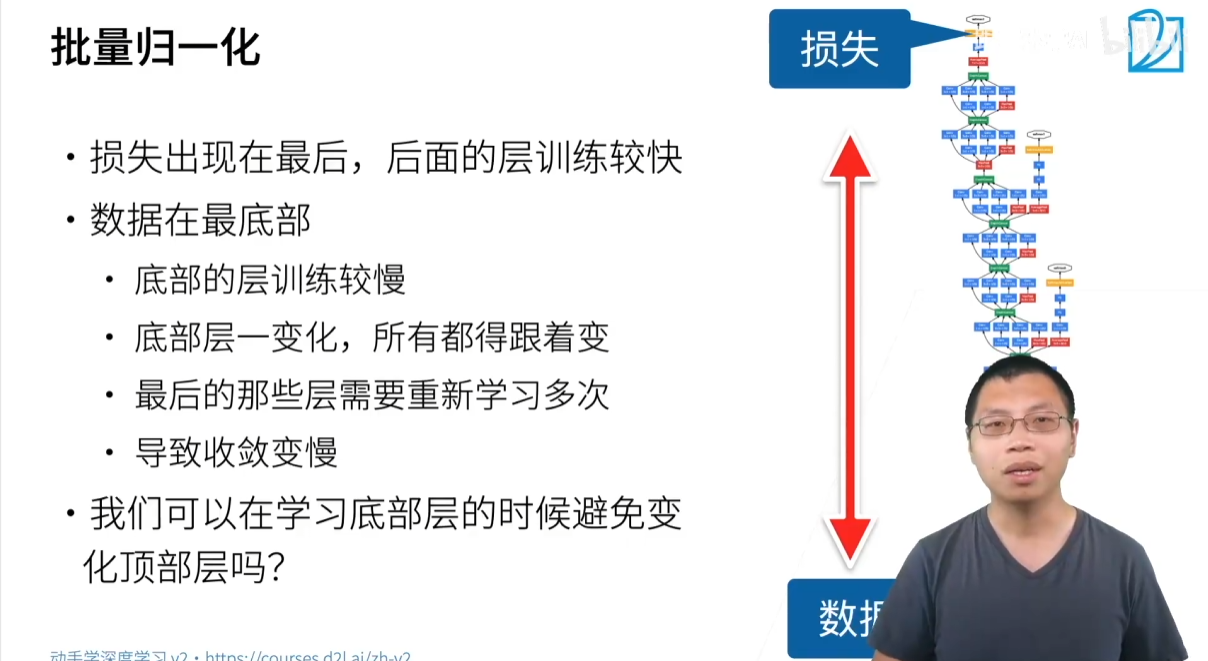 批量归一化
损失
• 损失出现在最后，后面的层训练较快
• 数据在最底部
• 底部的层训练较慢
• 底部层一变化，所有都得跟着变
• 最后的那些层需要重新学习多次
• 导致收敛变慢
• 我们可以在学习底部层的时候避免变
化顶部层吗？
数据
动手学深度学习 v2 • https://courses.d2l.ai/zh-v2